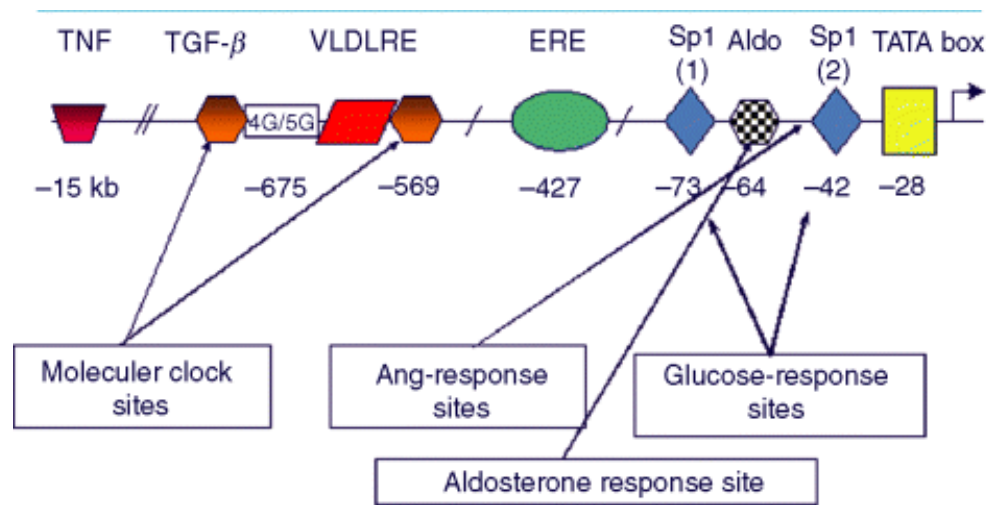 TNF TGF-β VLDLRE ERE Sp1 Aldo Sp1 TATA box
(1) (2)
4G/5G
–15 kb –675 –569 –427 –73 –64 –42 –28
Moleculer clock
sites
Ang-response
sites
Glucose-response
sites
Aldosterone response site